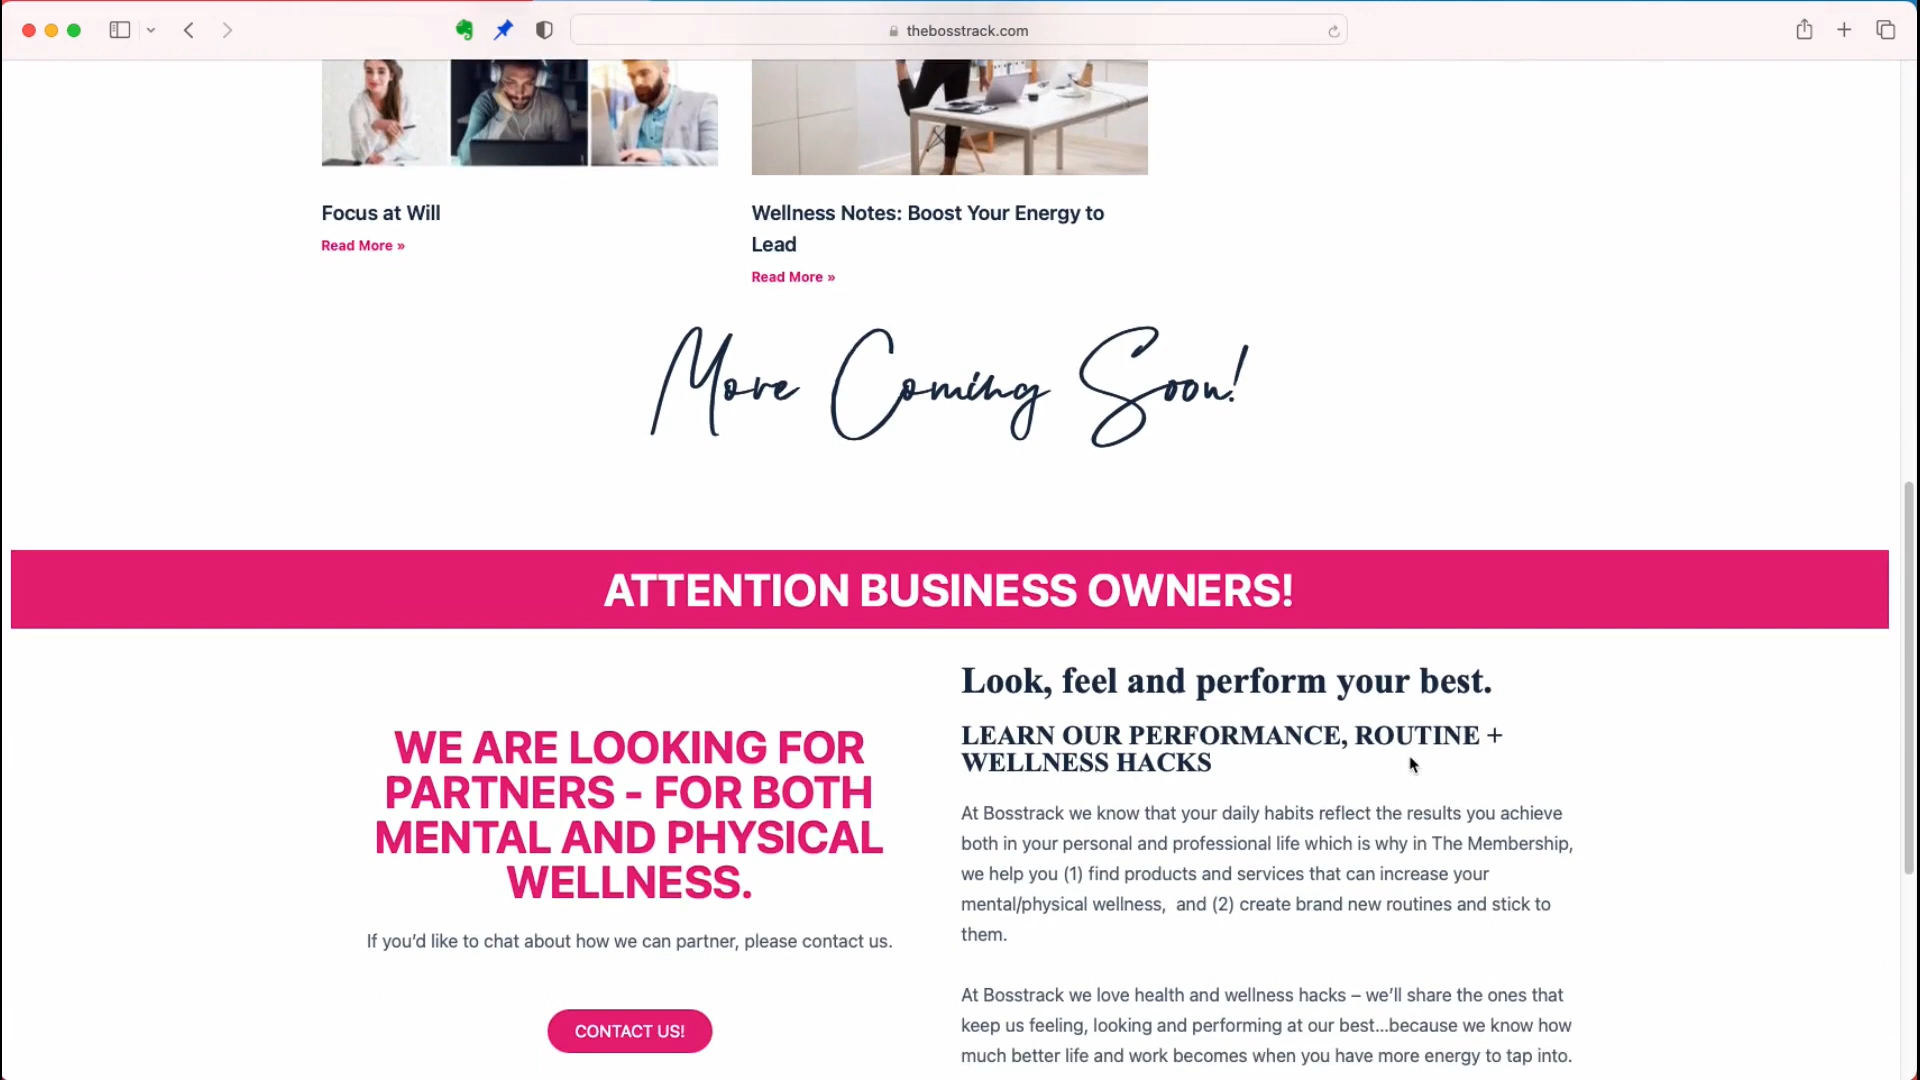 thebosstrack.com
Focus at Will
Read More »
Wellness Notes: Boost Your Energy to
Lead
Read More »
More Coming Soon!
ATTENTION BUSINESS OWNERS!
WE ARE LOOKING FOR
PARTNERS - FOR BOTH
MENTAL AND PHYSICAL
WELLNESS.
If you’d like to chat about how we can partner, please contact us.
CONTACT US!
Look, feel and perform your best.
LEARN OUR PERFORMANCE, ROUTINE +
WELLNESS HACKS
At Bosstrack we know that your daily habits reflect the results you achieve
both in your personal and professional life which is why in The Membership,
we help you (1) find products and services that can increase your
mental/physical wellness,  and (2) create brand new routines and stick to
them.
At Bosstrack we love health and wellness hacks – we’ll share the ones that
keep us feeling, looking and performing at our best...because we know how
much better life and work becomes when you have more energy to tap into.